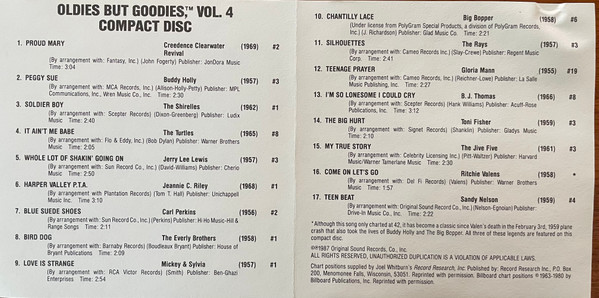 OLDIES BUT GOODIES,™ VOL. 4
COMPACT DISC
1. PROUD MARY Creedence Clearwater Revival (1969) #2
(By arrangement with: Fantasy, Inc.) (John Fogerty) Publisher: JonDora Music
Time: 3:04
2. PEGGY SUE Buddy Holly (1957) #3
(By arrangement with: MCA Records, Inc.) (Allison-Holly-Petty) Publisher: MPL
Communications, Inc., Wren Music Co., Inc. Time: 2:30
3. SOLDIER BOY The Shirelles (1962) #1
(By arrangement with: Scepter Records) (Dixon-Greenberg) Publisher: Ludix
Music Time: 2:40
4. IT AIN'T ME BABE The Turtles (1965) #8
(By arrangement with: Flo & Eddy, Inc.) (Bob Dylan) Publisher: Warner Brothers
Music Time: 2:05
5. WHOLE LOT OF SHAKIN' GOING ON Jerry Lee Lewis (1957) #3
(By arrangement with: Sun Record Co., Inc.) (David-Williams) Publisher: Cherio
Music Time: 2:50
6. HARPER VALLEY P.T.A. Jeannie C. Riley (1968) #1
(By arrangement with Plantation Records) (Tom T. Hall) Publisher: Unichappell
Music Inc. Time 3:10
7. BLUE SUEDE SHOES Carl Perkins (1956) #2
(By arrangement with: Sun Record Co., Inc.) (Perkins) Publisher: Hi-Ho Music-Hill &
Range Songs Time: 2:11
8. BIRD DOG The Everly Brothers (1958) #1
(By arrangement with: Barnaby Records) (Boudleaux Bryant) Publisher: House of
Bryant Publications Time: 2:09
9. LOVE IS STRANGE Mickey & Sylvia (1957) #1
(By arrangement with: RCA Victor Records) (Smith) Publisher: Ben-Ghazi
Enterprises Time: 2:54
10. CHANTILLY LACE Big Bopper (1958) #6
(Under license from PolyGram Special Products, a division of PolyGram Records,
Inc.) (J. Richardson) Publisher: Glad Music Co. Time: 2:21
11. SILHOUETTES The Rays (1957) #3
(By arrangement with: Cameo Records Inc.) (Slay-Crewe) Publisher: Regent Music
Corp. Time: 2:41
12. TEENAGE PRAYER Gloria Mann (1955) #19
(By arrangement with: Cameo Records, Inc.) (Reichner-Lowe) Publisher: La Salle
Music Publishing, Inc. Time: 2:27
13. I'M SO LONESOME I COULD CRY B.J. Thomas (1966) #8
(By arrangement with: Scepter Records) (Hank Williams) Publisher: Acuff-Rose
Publications, Inc. Time: 3:12
14. THE BIG HURT Toni Fisher (1959) #3
(By arrangement with: Signet Records) (Shanklin) Publisher: Gladys Music
Time: 2:10
15. MY TRUE STORY The Jive Five (1961) #3
(By arrangement with: Celebrity Licensing Inc.) (Pitt-Waltzer) Publisher: Harvard
Music/Warner Tamerlane Music Time: 2:30
16. COME ON LET'S GO Ritchie Valens (1958) *
(By arrangement with: Del Fi Records) (Valens) Publisher: Warner Brothers
Music Time: 1:57
17. TEEN BEAT Sandy Nelson (1959) #4
(By arrangement with: Original Sound Record Co., Inc.) (Nelson-Egnoian) Publisher:
Drive-In Music Co., Inc. Time: 2:22
*Although this song only charted at 42, it has become a classic since Valen's death in the February 3rd, 1959 plane
crash that also took the lives of Buddy Holly and The Big Bopper. All three of these legends are featured on this
compact disc.
℗©1987 Original Sound Records, Co., Inc.
ALL RIGHTS RESERVED, UNAUTHORIZED DUPLICATION IS A VIOLATION OF APPLICABLE LAWS.
Chart positions supplied by Joel Whitburn's Record Research, Inc. Published by: Record Research Inc., P.O. Box
200, Menomonee Falls, Wisconsin, 53051. Reprinted with permission. Billboard chart positions ©1963-1980 by
Billboard Publications, Inc. Reprinted with permission.